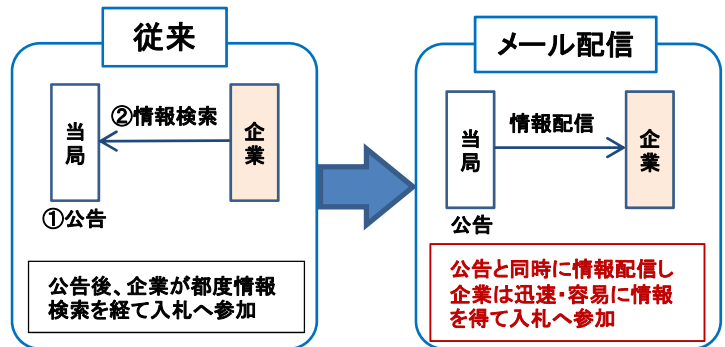 従来
当局
②情報検索
企業
①公告
公告後、企業が都度情報
検索を経て入札へ参加
メール配信
当局
情報配信
企業
公告
公告と同時に情報配信し
企業は迅速・容易に情報
を得て入札へ参加